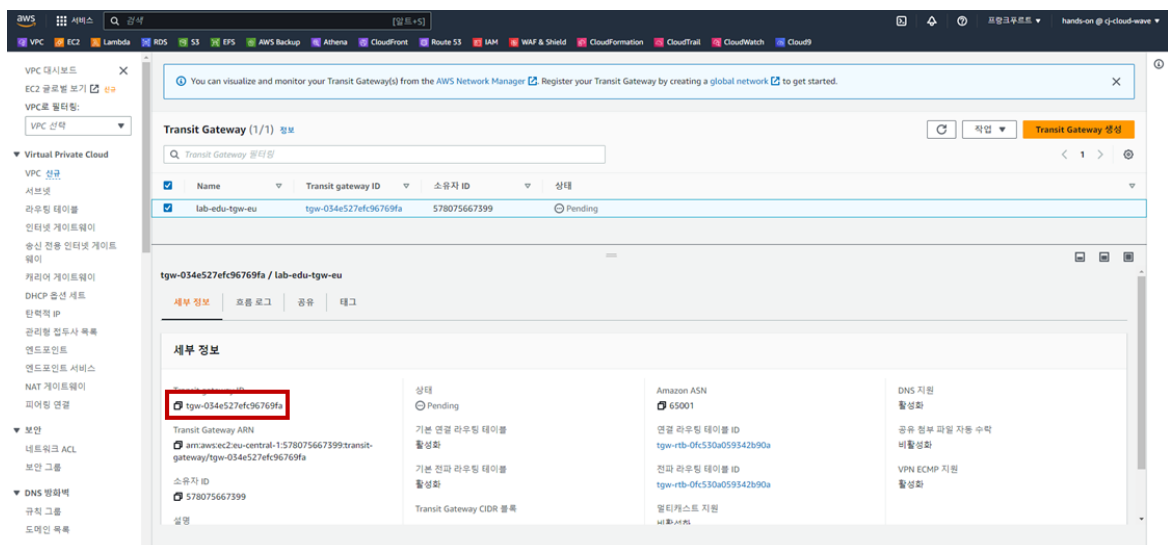 aws 서비스 검색 [알트+S] 프랑크푸르트 ▼ hands-on @ cj-cloud-wave ▼
VPC EC2 Lambda RDS S3 EFS AWS Backup Athena CloudFront Route 53 IAM WAF & Shield CloudFormation CloudTrail CloudWatch Cloud9
VPC 대시보드
EC2 글로벌 보기 신규
VPC로 필터링:
VPC 선택
Virtual Private Cloud
VPC 신규
서브넷
라우팅 테이블
인터넷 게이트웨이
송신 전용 인터넷 게이트
웨이
캐리어 게이트웨이
DHCP 옵션 세트
탄력적 IP
관리형 접두사 목록
엔드포인트
엔드포인트 서비스
NAT 게이트웨이
피어링 연결
보안
네트워크 ACL
보안 그룹
DNS 방화벽
규칙 그룹
도메인 목록
You can visualize and monitor your Transit Gateway(s) from the AWS Network Manager. Register your Transit Gateway by creating a global network to get started.
Transit Gateway (1/1) 정보
작업 ▼ Transit Gateway 생성
Transit Gateway 필터링
< 1 >
Name Transit gateway ID 소유자 ID 상태
lab-edu-tgw-eu tgw-034e527efc96769fa 578075667399 Pending
tgw-034e527efc96769fa / lab-edu-tgw-eu
세부 정보 흐름 로그 공유 태그
세부 정보
Transit gateway ID
tgw-034e527efc96769fa
Transit Gateway ARN
arn:aws:ec2:eu-central-1:578075667399:transit-
gateway/tgw-034e527efc96769fa
소유자 ID
578075667399
설명
상태
Pending
기본 연결 라우팅 테이블
활성화
기본 전파 라우팅 테이블
활성화
Transit Gateway CIDR 블록
Amazon ASN
65001
연결 라우팅 테이블 ID
tgw-rtb-0fc530a059342b90a
전파 라우팅 테이블 ID
tgw-rtb-0fc530a059342b90a
멀티캐스트 지원
비활성화
DNS 지원
활성화
공유 첨부 파일 자동 수락
비활성화
VPN ECMP 지원
활성화